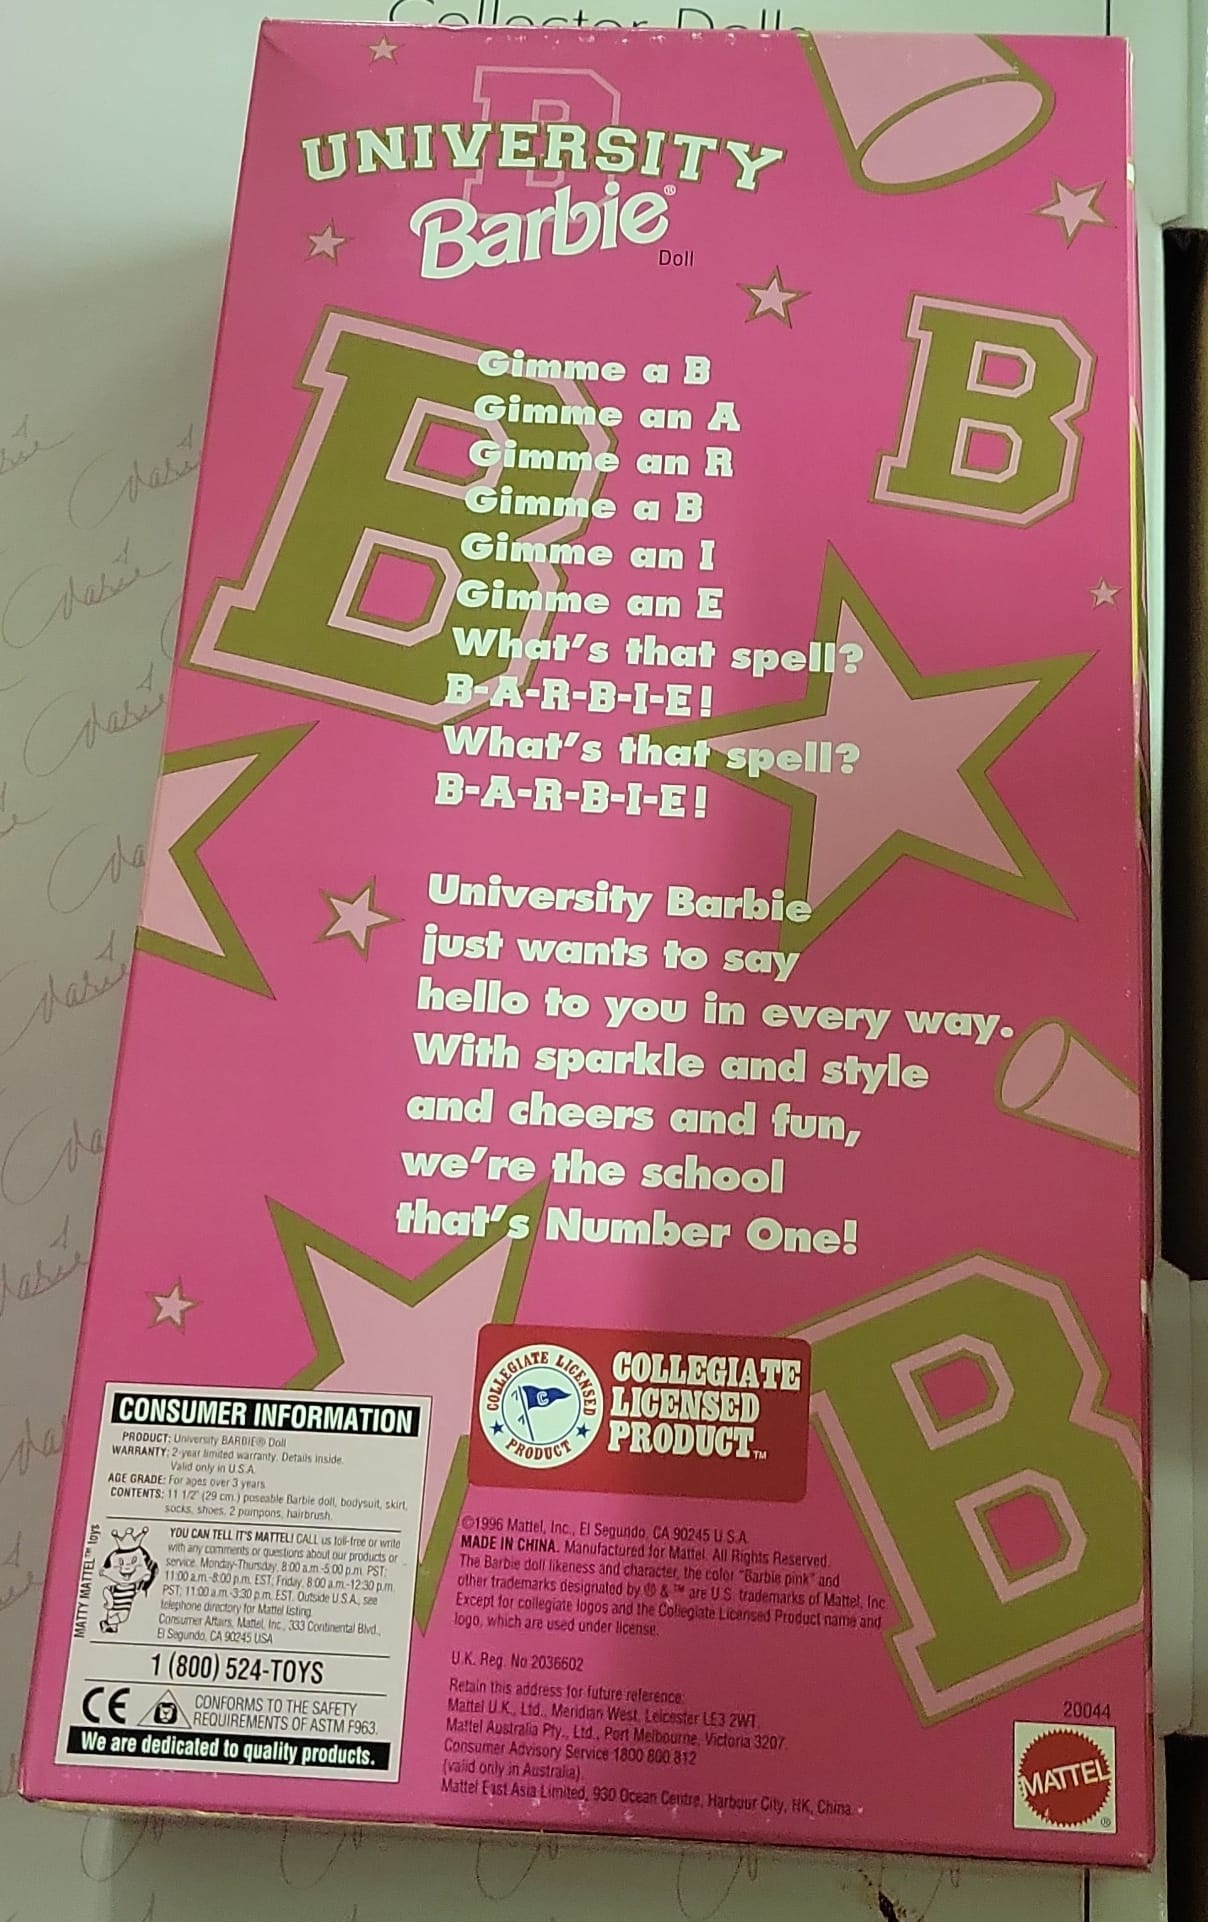 Collector Dolls
UNIVERSITY
Barbie®
Doll
B
B
Gimme a B
Gimme an A
Gimme an R
Gimme a B
Gimme an I
Gimme an E
What's that spell?
B-A-R-B-I-E!
What's that spell?
B-A-R-B-I-E!
University Barbie
just wants to say
hello to you in every way.
With sparkle and style
and cheers and fun,
we're the school
that's Number One!
B
COLLEGIATE LICENSED PRODUCT
C
COLLEGIATE
LICENSED
PRODUCT™
CONSUMER INFORMATION
PRODUCT: University BARBIE® Doll
WARRANTY: 2-year limited warranty. Details inside.
Valid only in U.S.A.
AGE GRADE: For ages over 3 years.
CONTENTS: 11 1/2" (29 cm.) poseable Barbie doll, bodysuit, skirt,
socks, shoes, 2 pompons, hairbrush.
MATTY MATTEL™ toys
YOU CAN TELL IT'S MATTEL! CALL us toll-free or write
with any comments or questions about our products or
service. Monday-Thursday, 8:00 a.m.-5:00 p.m. PST:
11:00 a.m.-8:00 p.m. EST, Friday, 8:00 a.m.-12:30 p.m.
PST: 11:00 a.m.-3:30 p.m. EST. Outside U.S.A., see
telephone directory for Mattel listing.
Consumer Affairs, Mattel, Inc., 333 Continental Blvd.,
El Segundo, CA 90245 USA
1 (800) 524-TOYS
CE
CONFORMS TO THE SAFETY
REQUIREMENTS OF ASTM F963.
We are dedicated to quality products.
©1996 Mattel, Inc., El Segundo, CA 90245 U.S.A.
MADE IN CHINA. Manufactured for Mattel. All Rights Reserved.
The Barbie doll likeness and character, the color "Barbie pink" and
other trademarks designated by ® & ™ are U.S. trademarks of Mattel, Inc.
Except for collegiate logos and the Collegiate Licensed Product name and
logo, which are used under license.
U.K. Reg. No 2036602
Retain this address for future reference:
Mattel U.K., Ltd., Meridian West, Leicester LE3 2WT.
Mattel Australia Pty., Ltd., Port Melbourne, Victoria 3207.
Consumer Advisory Service 1800 800 812
(valid only in Australia).
Mattel East Asia Limited, 930 Ocean Centre, Harbour City, HK, China.
20044
MATTEL®